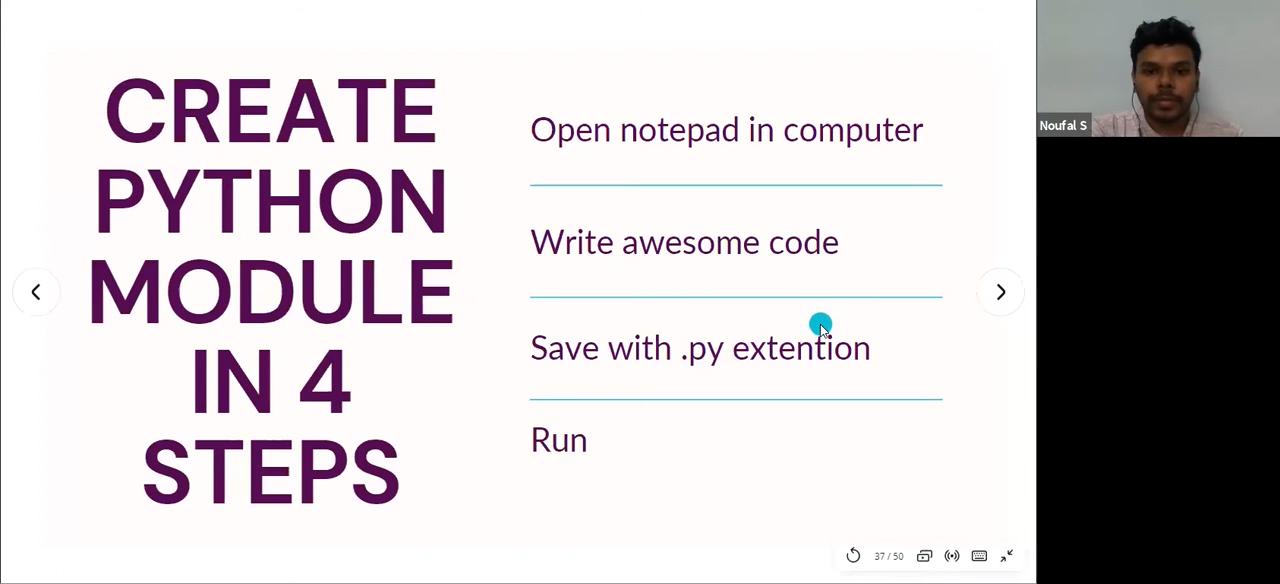 CREATE
PYTHON
MODULE
IN 4
STEPS
Open notepad in computer
Write awesome code
Save with .py extention
Run
37 / 50
Noufal S